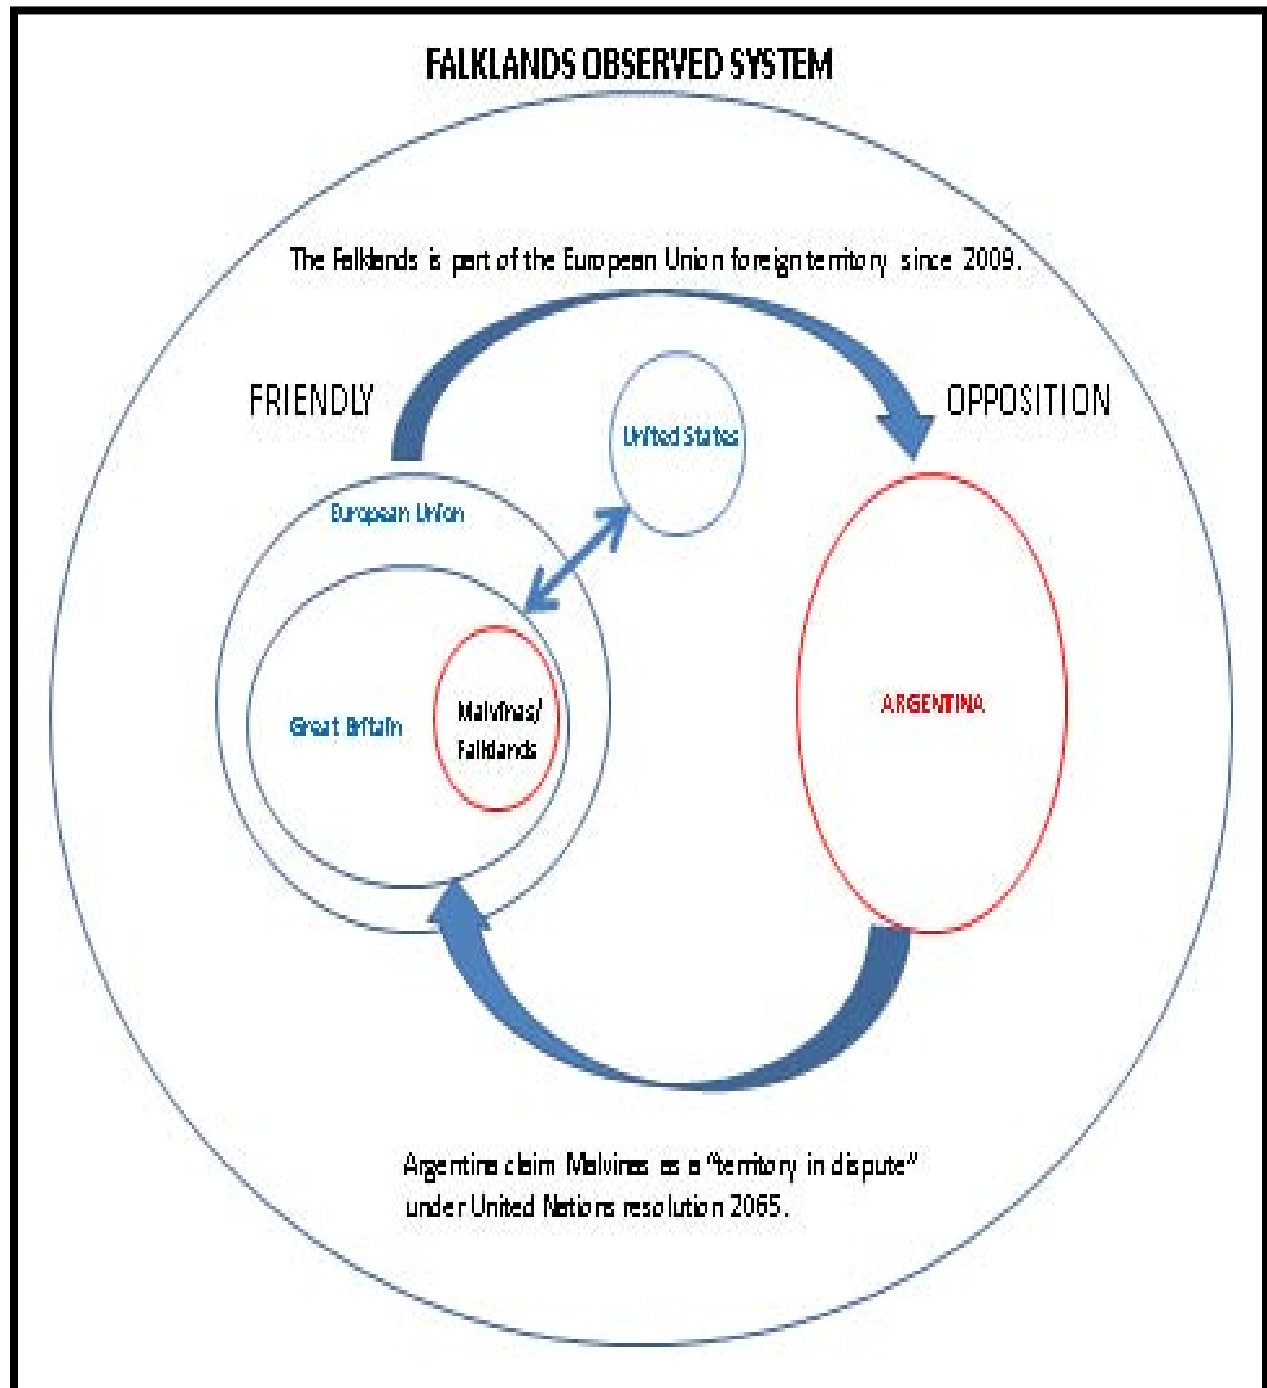 FALKLANDS OBSERVED SYSTEM
The Falklands is part of the European Union foreign territory since 2009.
FRIENDLY
OPPOSITION
United States
European Union
Great Britain
Malvinas/
Falklands
ARGENTINA
Argentina claim Malvinas as a "territory in dispute"
under United Nations resolution 2065.